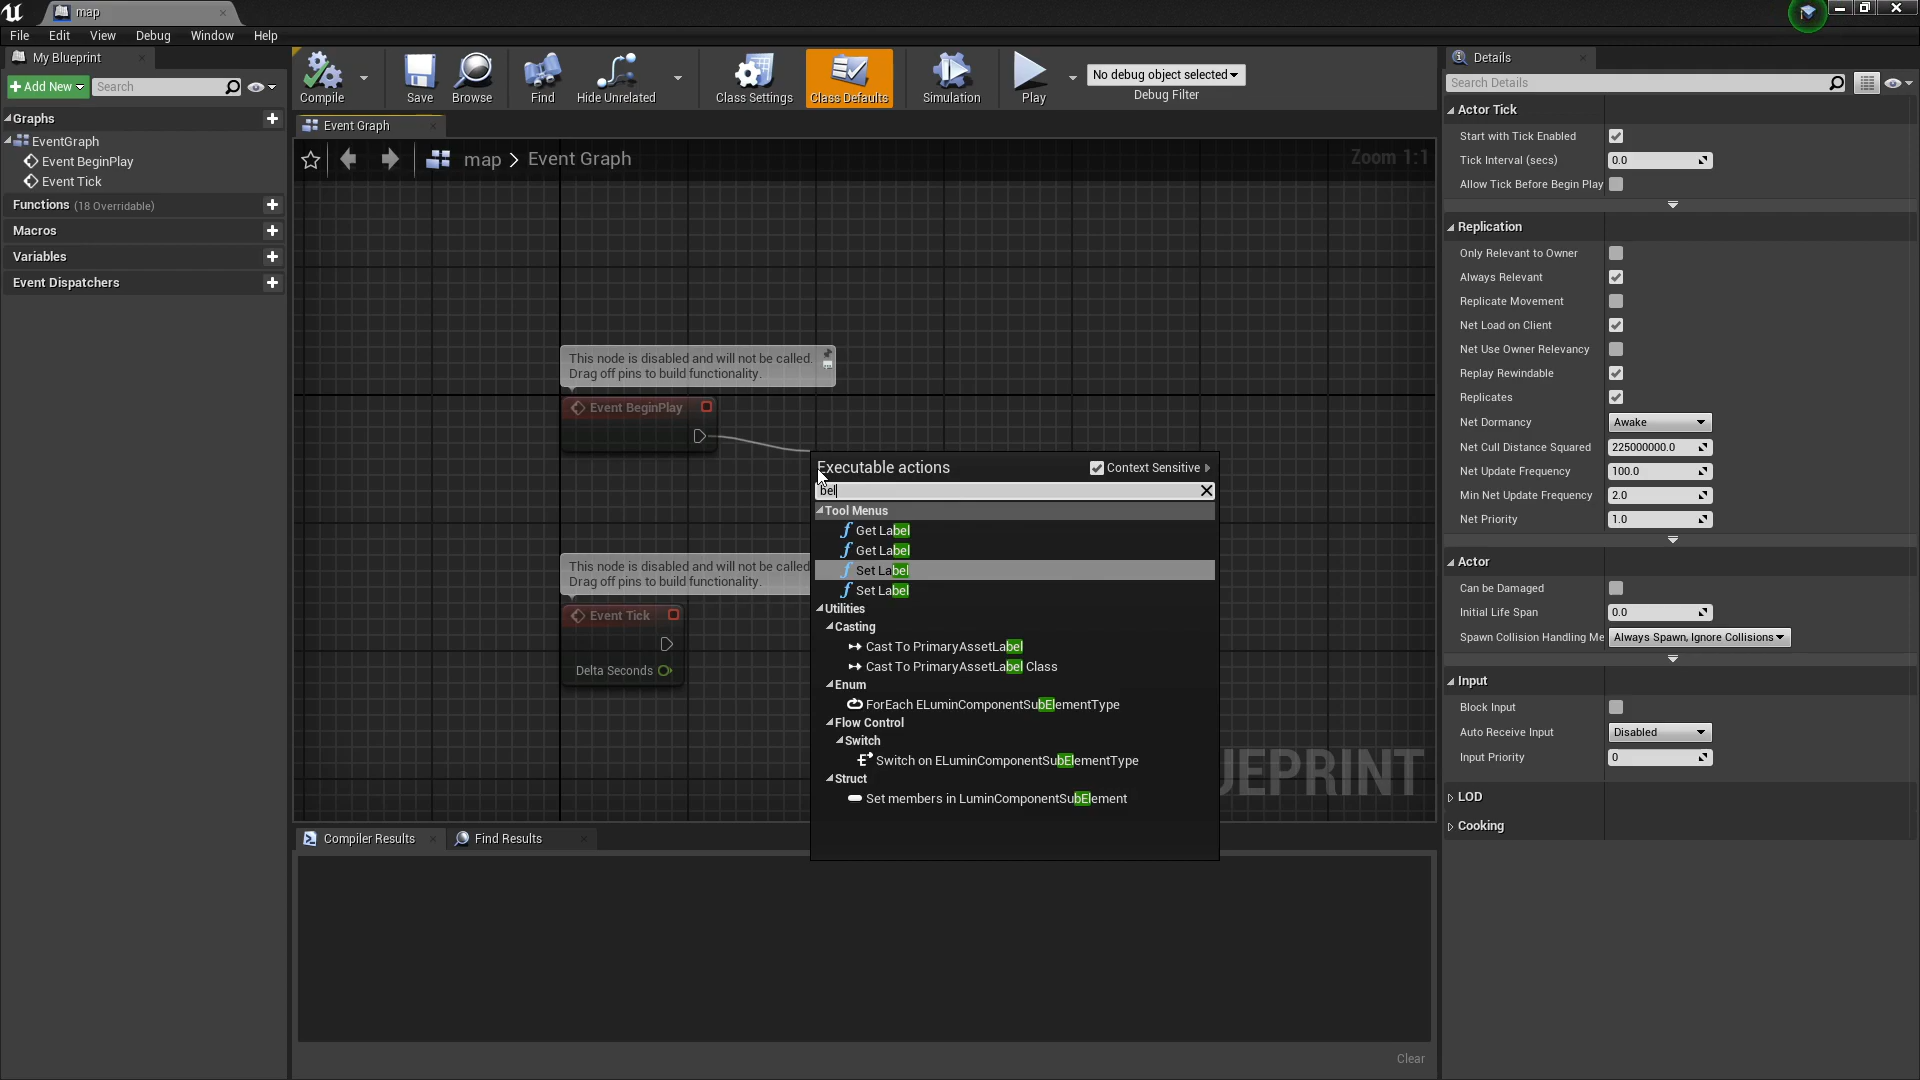 map
File Edit View Debug Window Help
My Blueprint
Add New Search
Graphs
EventGraph
Event BeginPlay
Event Tick
Functions (18 Overridable)
Macros
Variables
Event Dispatchers
Compile Save Browse Find Hide Unrelated Class Settings Class Defaults Simulation Play
No debug object selected
Debug Filter
Event Graph
map > Event Graph
Zoom 1:1
This node is disabled and will not be called.
Drag off pins to build functionality.
Event BeginPlay
This node is disabled and will not be called
Drag off pins to build functionality.
Event Tick
Delta Seconds
Executable actions Context Sensitive
bel
Tool Menus
Get Label
Get Label
Set Label
Set Label
Utilities
Casting
Cast To PrimaryAssetLabel
Cast To PrimaryAssetLabel Class
Enum
ForEach ELuminComponentSubElementType
Flow Control
Switch
Switch on ELuminComponentSubElementType
Struct
Set members in LuminComponentSubElement
UEPRINT
Compiler Results Find Results
Clear
Details
Search Details
Actor Tick
Start with Tick Enabled
Tick Interval (secs) 0.0
Allow Tick Before Begin Play
Replication
Only Relevant to Owner
Always Relevant
Replicate Movement
Net Load on Client
Net Use Owner Relevancy
Replay Rewindable
Replicates
Net Dormancy Awake
Net Cull Distance Squared 225000000.0
Net Update Frequency 100.0
Min Net Update Frequency 2.0
Net Priority 1.0
Actor
Can be Damaged
Initial Life Span 0.0
Spawn Collision Handling Me Always Spawn, Ignore Collisions
Input
Block Input
Auto Receive Input Disabled
Input Priority 0
LOD
Cooking